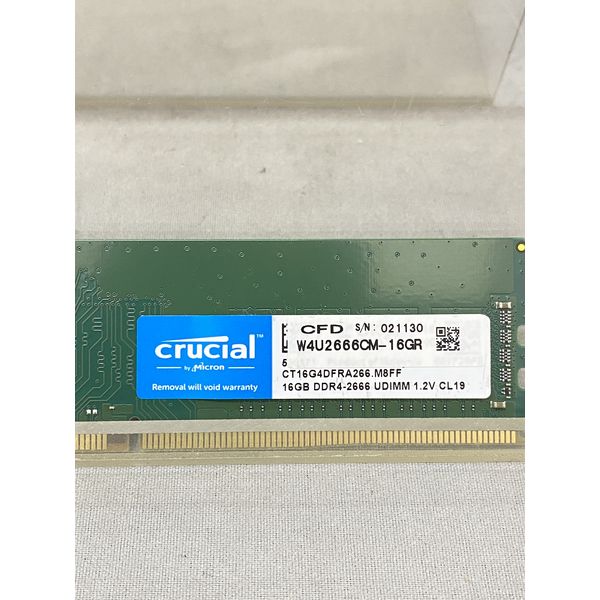 crucial™
by Micron
Removal will void warranty
CFD S/N: 021130
W4U2666CM-16GR
5
CT16G4DFRA266.M8FF
16GB DDR4-2666 UDIMM 1.2V CL19